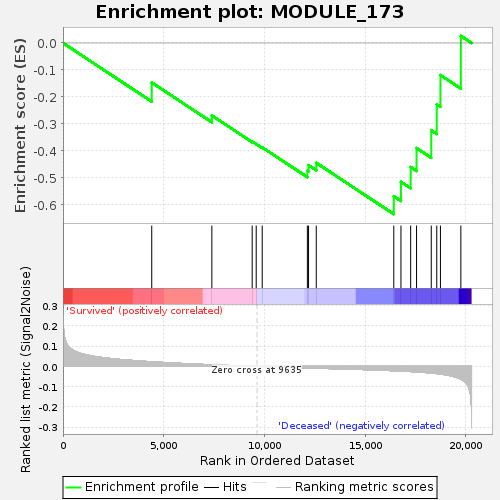 Enrichment plot: MODULE_173
Enrichment score (ES)
0.0
-0.1
-0.2
-0.3
-0.4
-0.5
-0.6
Ranked list metric (Signal2Noise)
0.3
0.2
0.1
0.0
-0.1
-0.2
-0.3
'Survived' (positively correlated)
Zero cross at 9635
'Deceased' (negatively correlated)
0 5,000 10,000 15,000 20,000
Rank in Ordered Dataset
Enrichment profile Hits Ranking metric scores